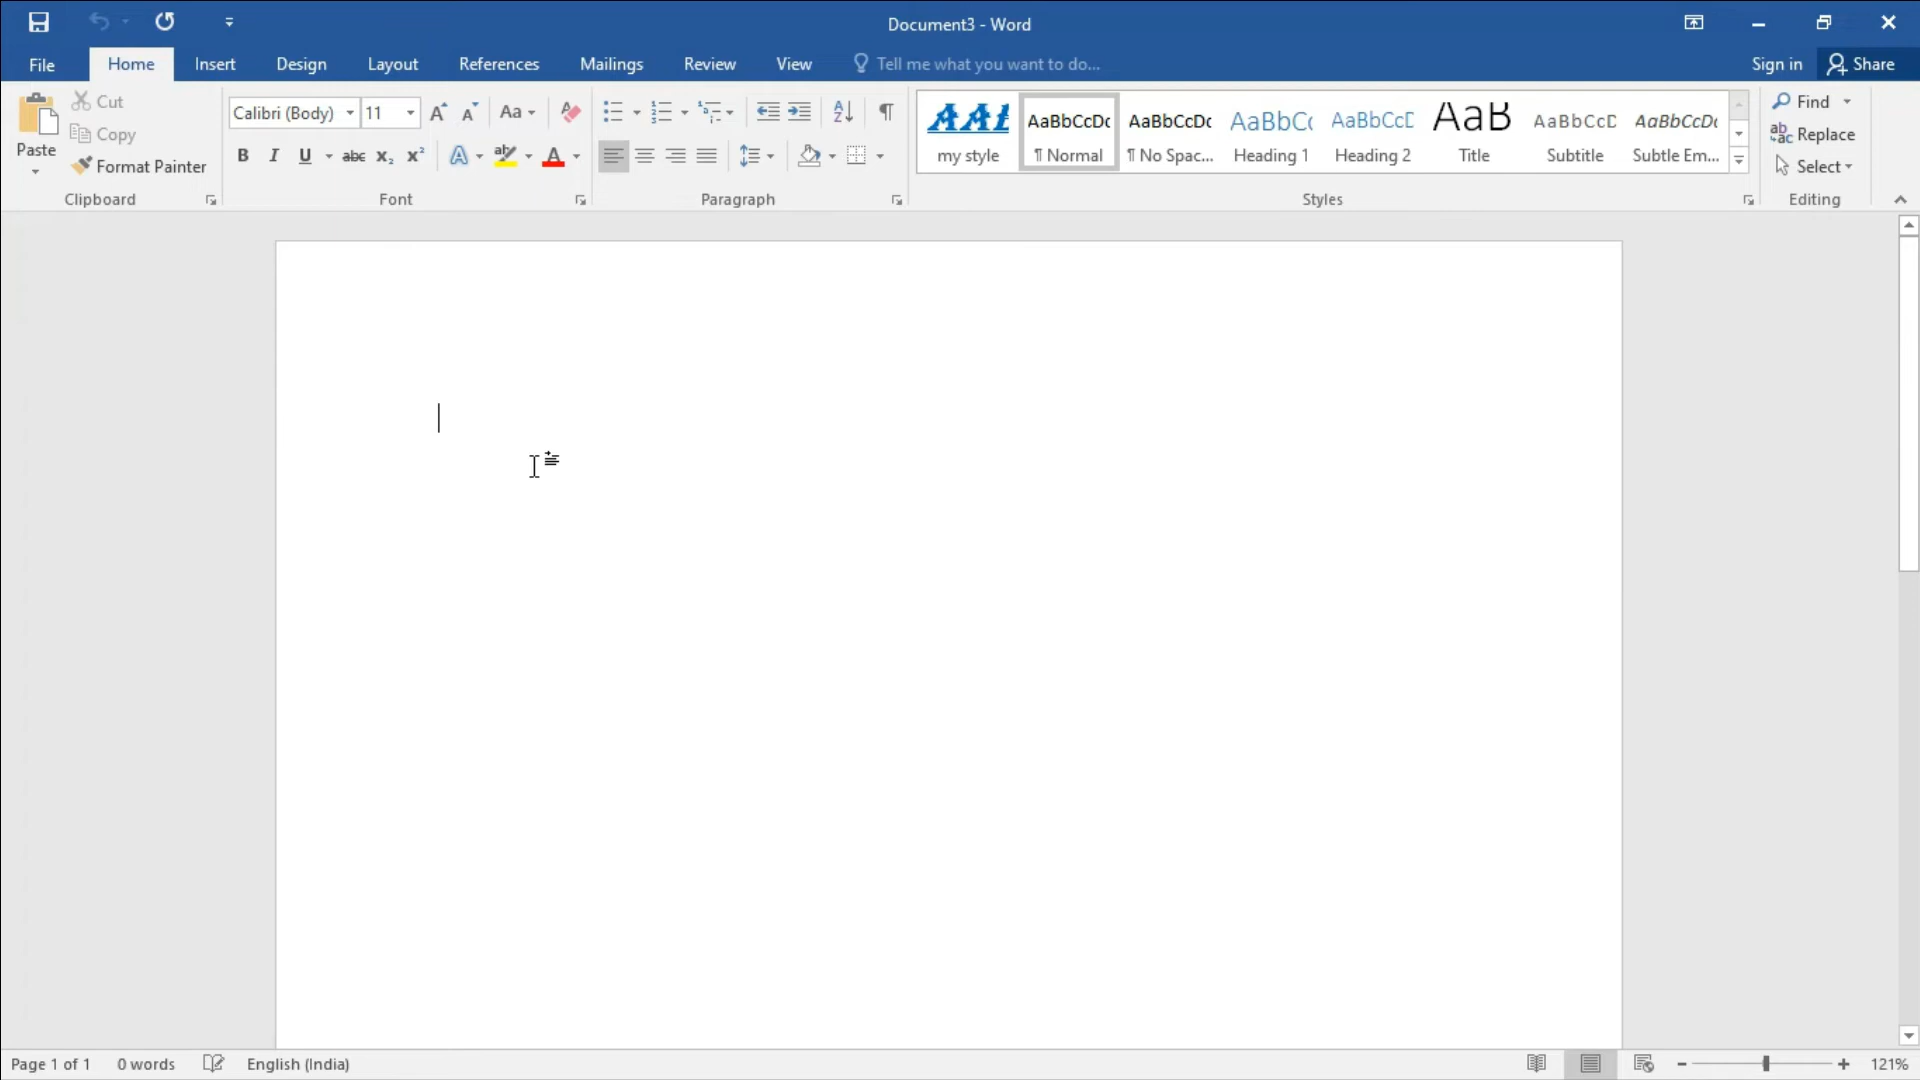 Document3 - Word
File Home Insert Design Layout References Mailings Review View Tell me what you want to do... Sign in Share
Paste
Cut
Copy
Format Painter
Clipboard
Calibri (Body) 11
Aa
B I U abc X₂ X² A aby A
Font
Paragraph
AAI AaBbCcDc AaBbCcDc AaBbCc AaBbCcD AaB AaBbCcD AaBbCcDc
my style ¶ Normal ¶ No Spac... Heading 1 Heading 2 Title Subtitle Subtle Em...
Styles
Find
Replace
Select
Editing
Page 1 of 1 0 words English (India) 121%